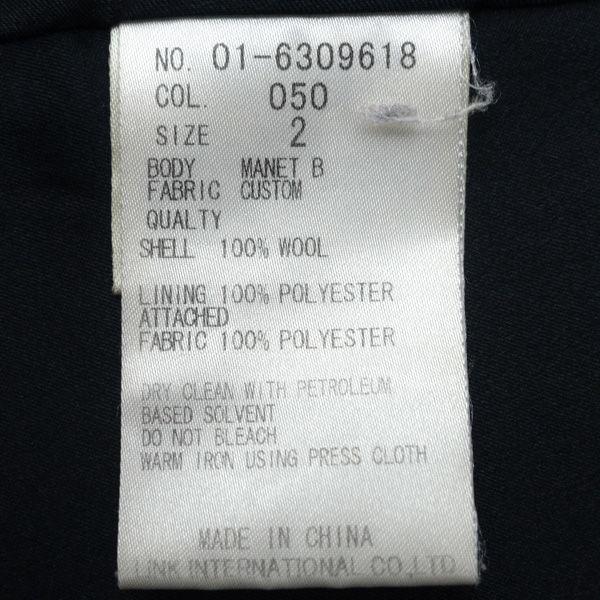 NO. 01-6309618
COL. 050
SIZE 2
BODY MANET B
FABRIC CUSTOM
QUALTY
SHELL 100% WOOL
LINING 100% POLYESTER
ATTACHED
FABRIC 100% POLYESTER
DRY CLEAN WITH PETROLEUM
BASED SOLVENT
DO NOT BLEACH
WARM IRON USING PRESS CLOTH
MADE IN CHINA
LINK INTERNATIONAL CO.,LTD